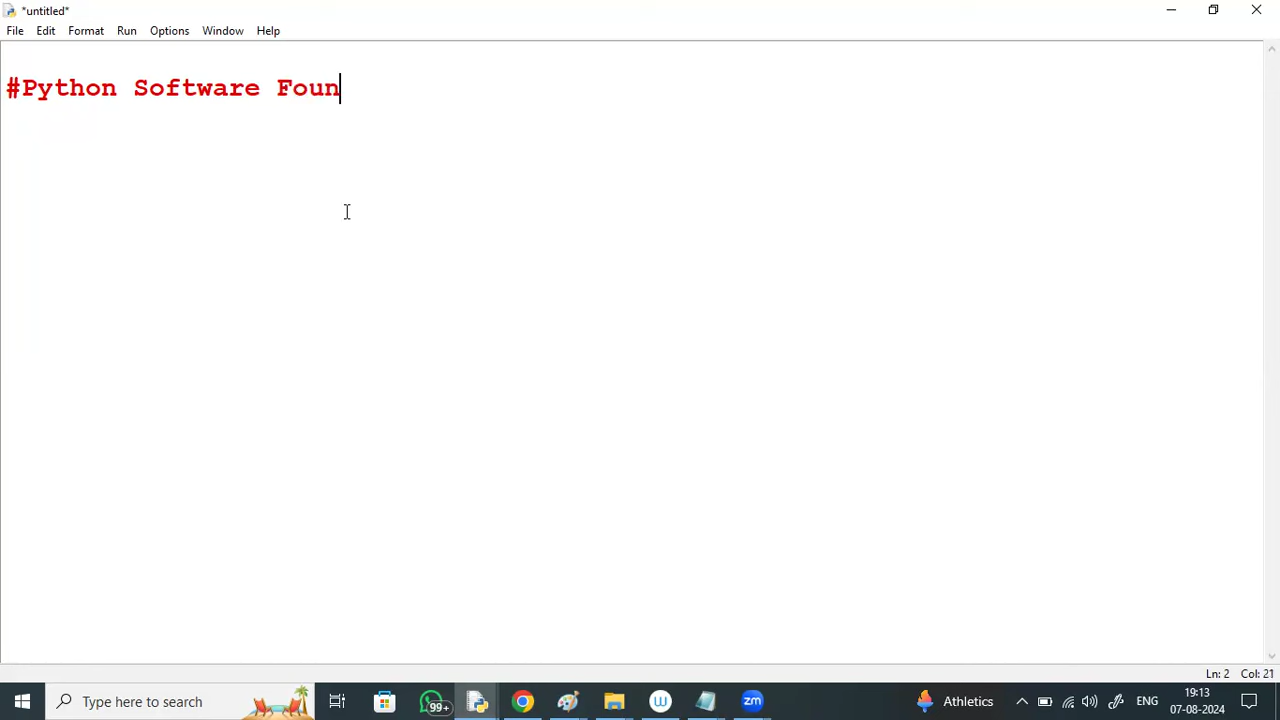 *untitled*
File Edit Format Run Options Window Help
#Python Software Foun
Ln: 2 Col: 21
Type here to search
99+
W
zm
Athletics
ENG
19:13
07-08-2024